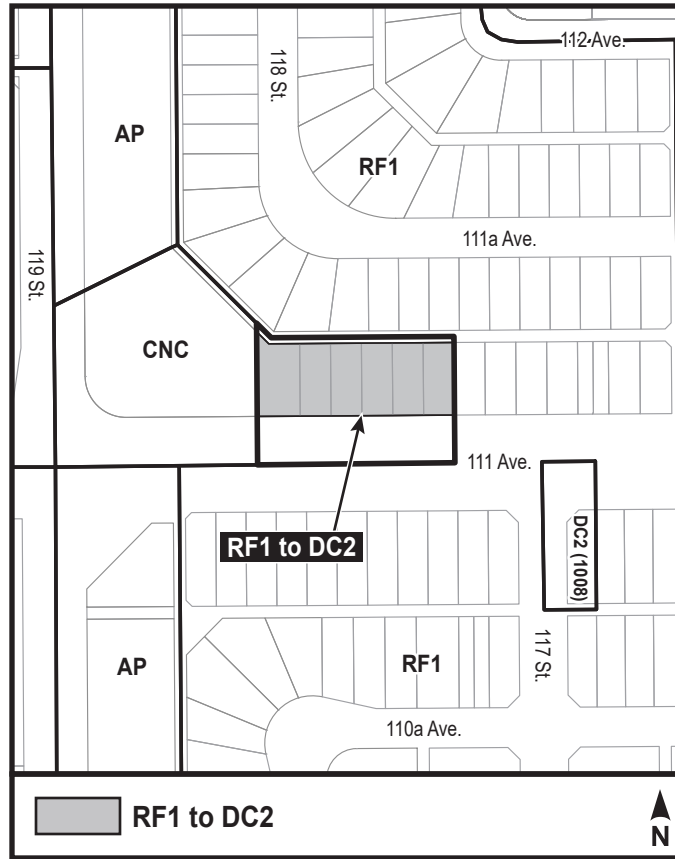 112 Ave.
118 St.
AP
RF1
119 St.
111a Ave.
CNC
111 Ave.
RF1 to DC2
DC2 (1008)
AP
RF1
117 St.
110a Ave.
RF1 to DC2
N